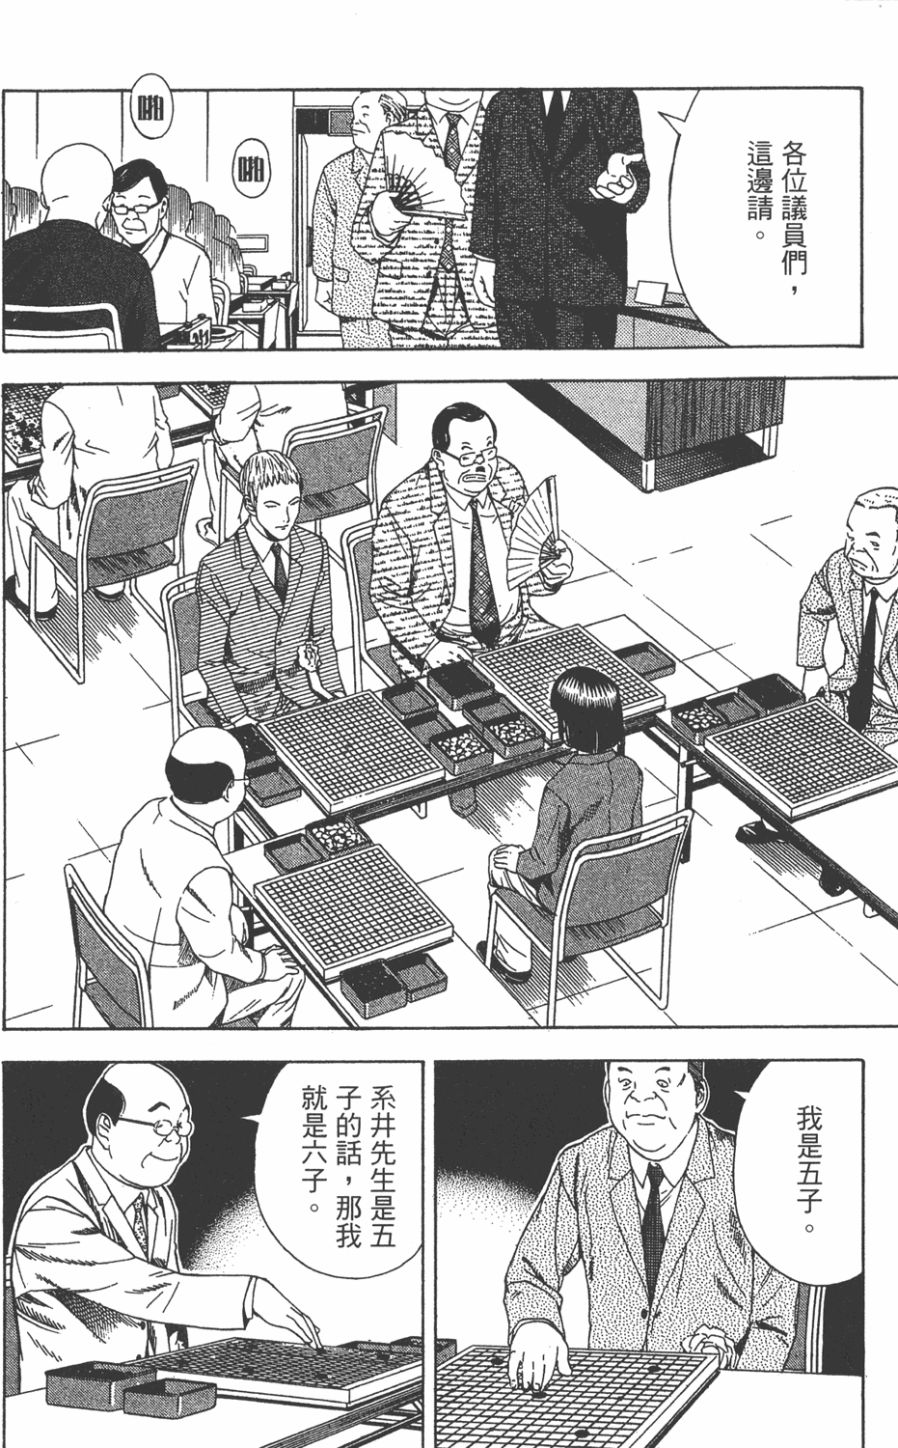 各位議員們，
這邊請。
啪
啪
我是五子。
糸井先生是五
子的話，那我
就是六子。